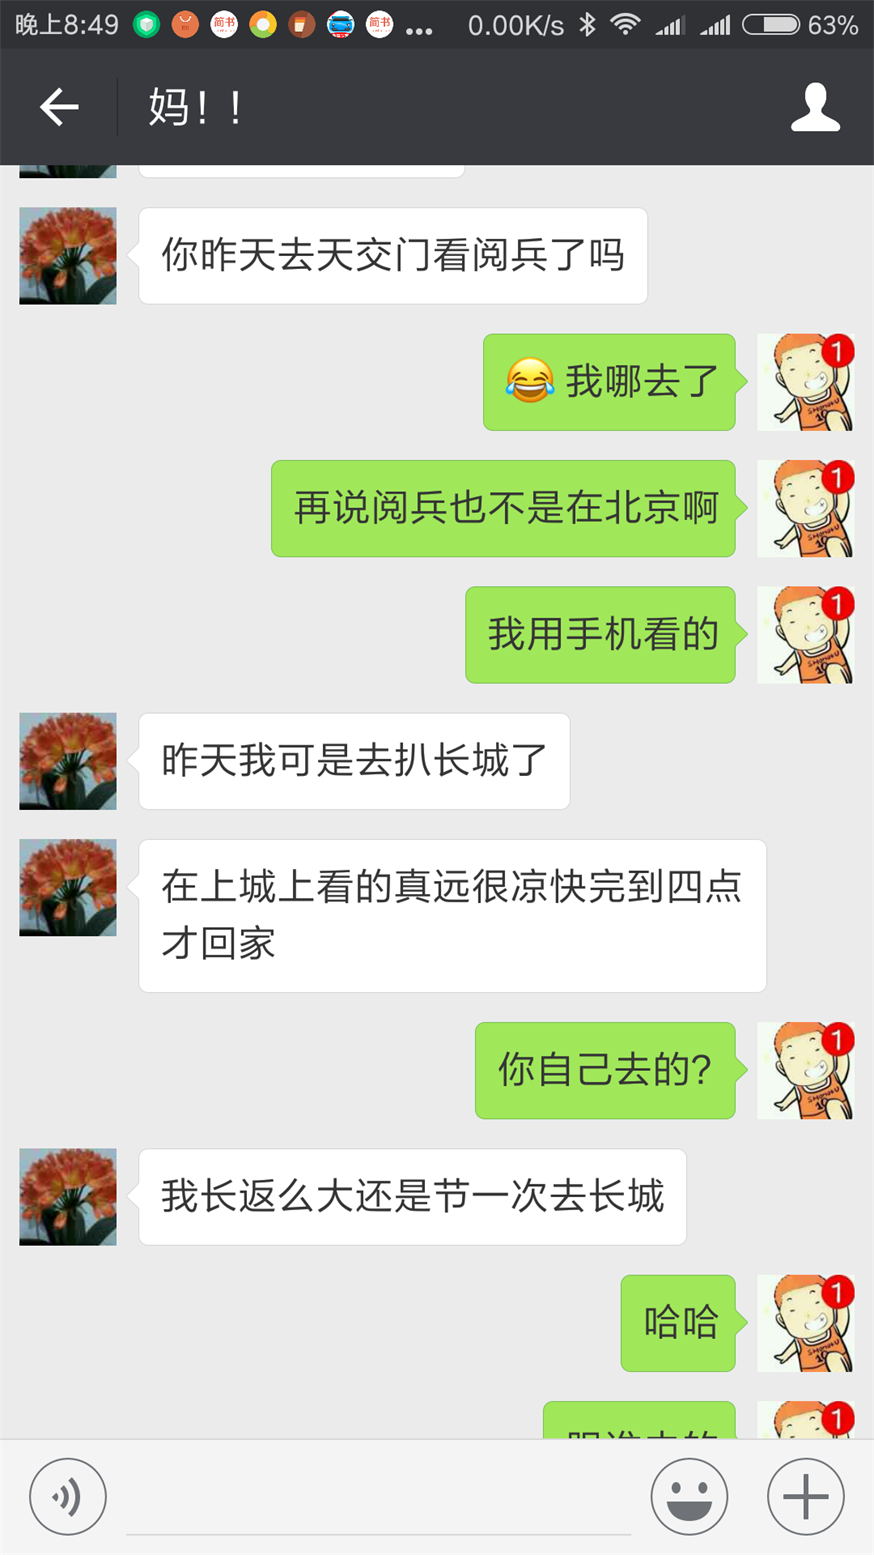 晚上8:49
简书
简书
0.00K/s
63%
妈！！
你昨天去天交门看阅兵了吗
😂 我哪去了
1
再说阅兵也不是在北京啊
1
我用手机看的
1
昨天我可是去扒长城了
在上城上看的真远很凉快完到四点
才回家
你自己去的?
1
我长返么大还是节一次去长城
哈哈
1
1